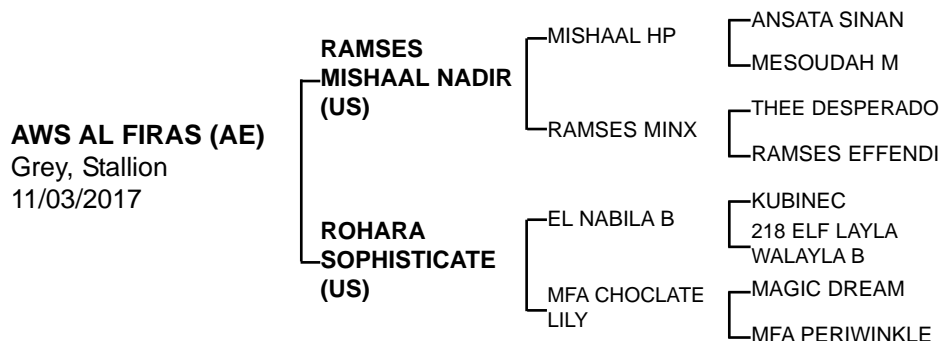 AWS AL FIRAS (AE)
Grey, Stallion
11/03/2017
RAMSES
MISHAAL NADIR
(US)
ROHARA
SOPHISTICATE
(US)
MISHAAL HP
RAMSES MINX
EL NABILA B
MFA CHOCLATE
LILY
ANSATA SINAN
MESOUDAH M
THEE DESPERADO
RAMSES EFFENDI
KUBINEC
218 ELF LAYLA
WALAYLA B
MAGIC DREAM
MFA PERIWINKLE